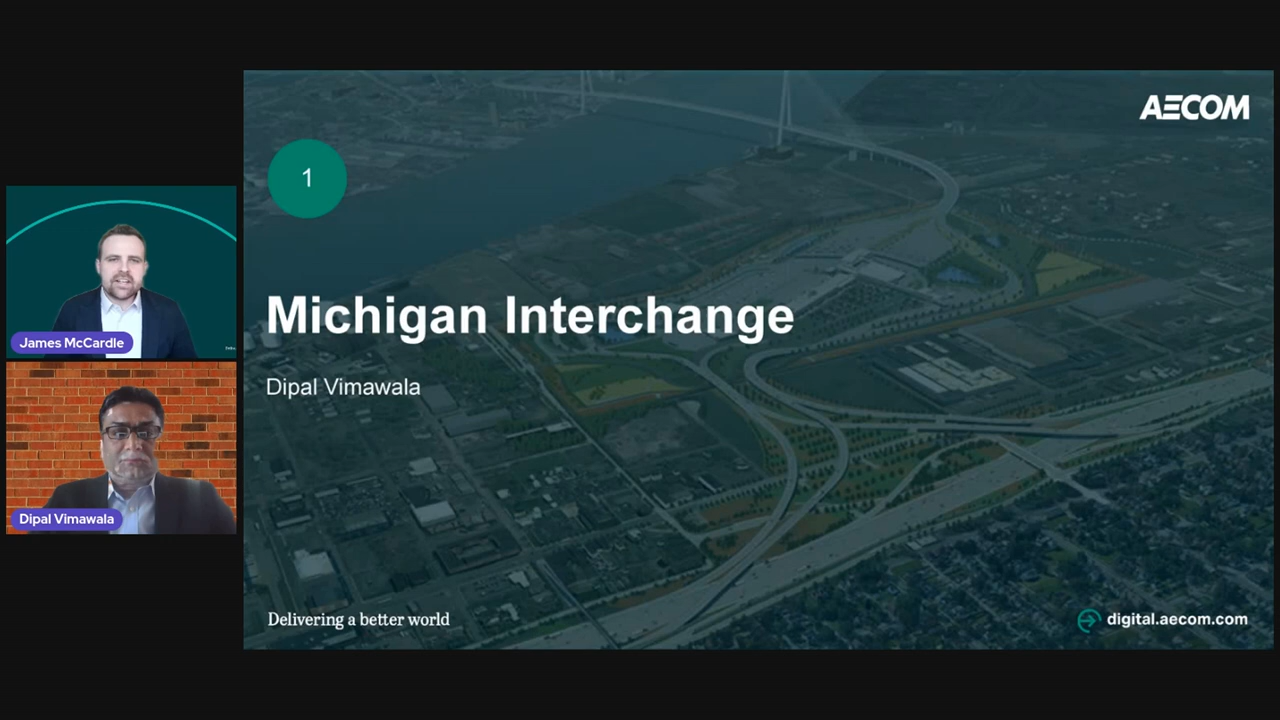 AECOM
1
Michigan Interchange
Dipal Vimawala
James McCardle
Dipal Vimawala
Delivering a better world
digital.aecom.com